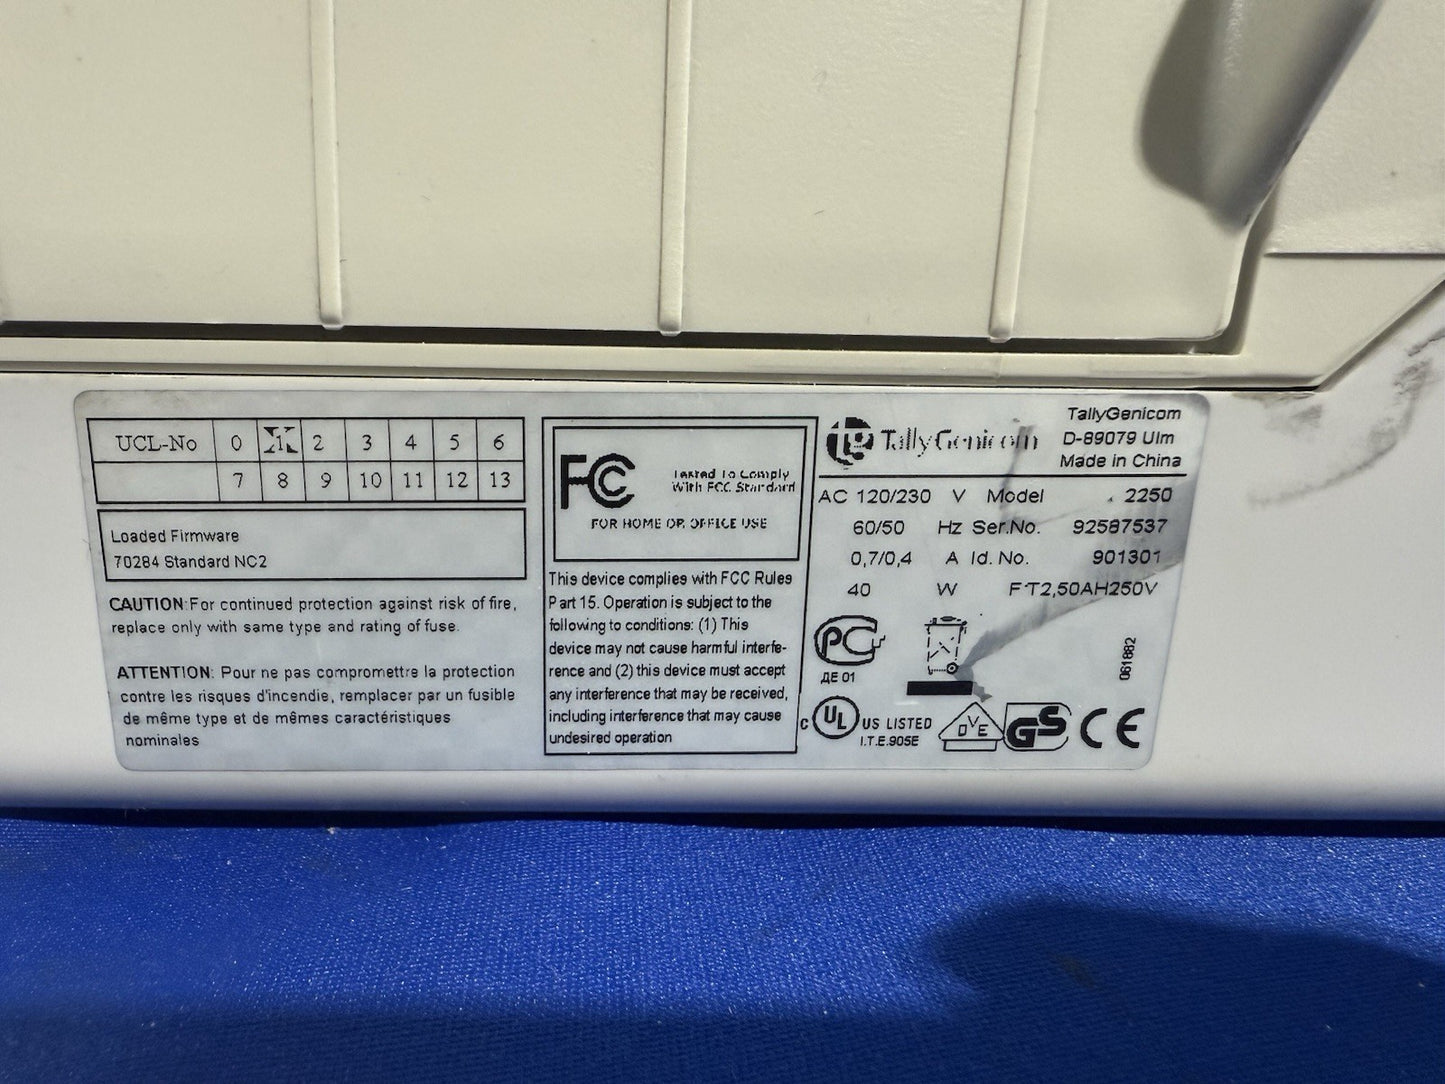 UCL-No 0 1 2 3 4 5 6
7 8 9 10 11 12 13
Loaded Firmware
70284 Standard NC2
CAUTION:For continued protection against risk of fire,
replace only with same type and rating of fuse.
ATTENTION: Pour ne pas compromettre la protection
contre les risques d'incendie, remplacer par un fusible
de même type et de mêmes caractéristiques
nominales
FC
Tested To Comply
With FCC Standard
FOR HOME OR OFFICE USE
This device complies with FCC Rules
Part 15. Operation is subject to the
following to conditions: (1) This
device may not cause harmful interfe-
rence and (2) this device must accept
any interference that may be received,
including interference that may cause
undesired operation
TallyGenicom
TallyGenicom
D-89079 Ulm
Made in China
AC 120/230 V Model 2250
60/50 Hz Ser.No. 92587537
0,7/0,4 A Id. No. 901301
40 W F T2,50AH250V
PC
ДЕ 01
061882
c UL US LISTED
I.T.E.905E
DVE
GS
CE